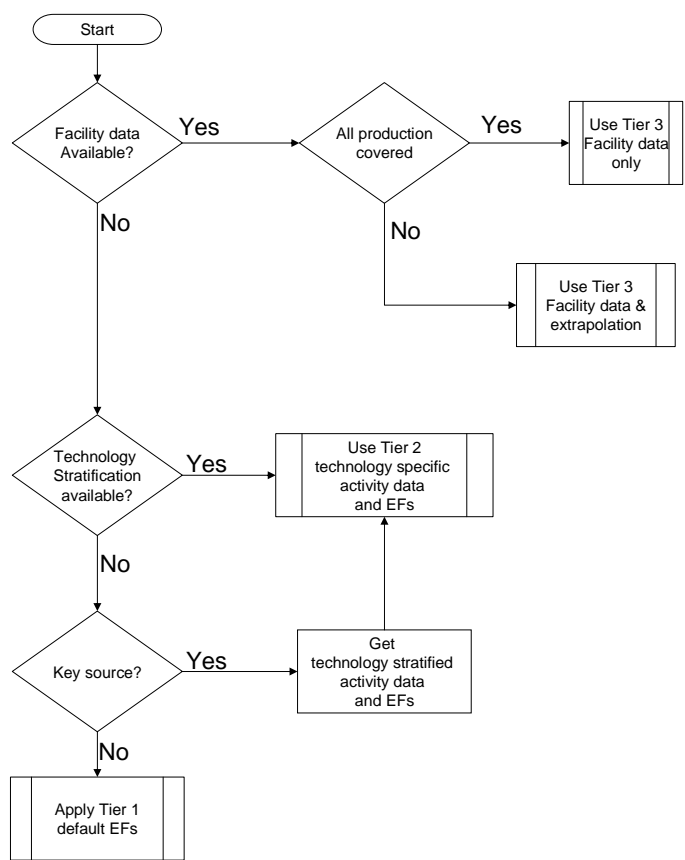 Start
Facility data
Available?
Yes
All production
covered
Yes
Use Tier 3
Facility data
only
No
No
Use Tier 3
Facility data &
extrapolation
Technology
Stratification
available?
Yes
Use Tier 2
technology specific
activity data
and EFs
No
Key source?
Yes
Get
technology stratified
activity data
and EFs
No
Apply Tier 1
default EFs